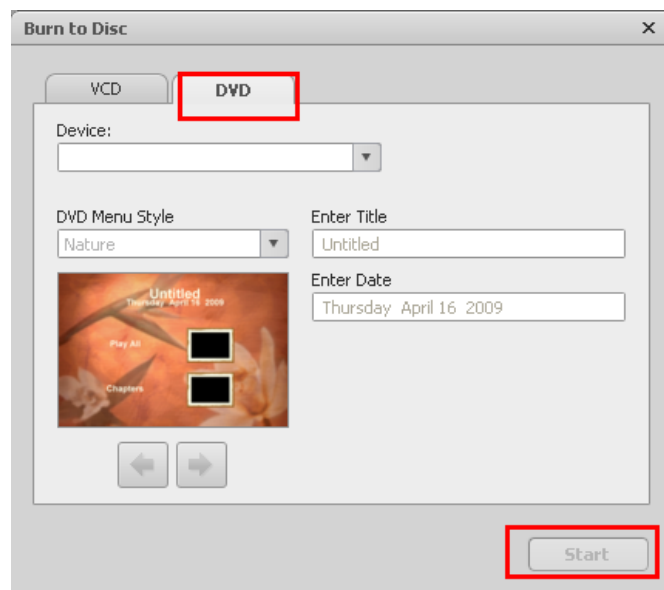 Burn to Disc
VCD
DVD
Device:
DVD Menu Style
Enter Title
Nature
Untitled
Enter Date
Thursday April 16 2009
Untitled
Thursday April 16 2009
Play All
Chapters
Start